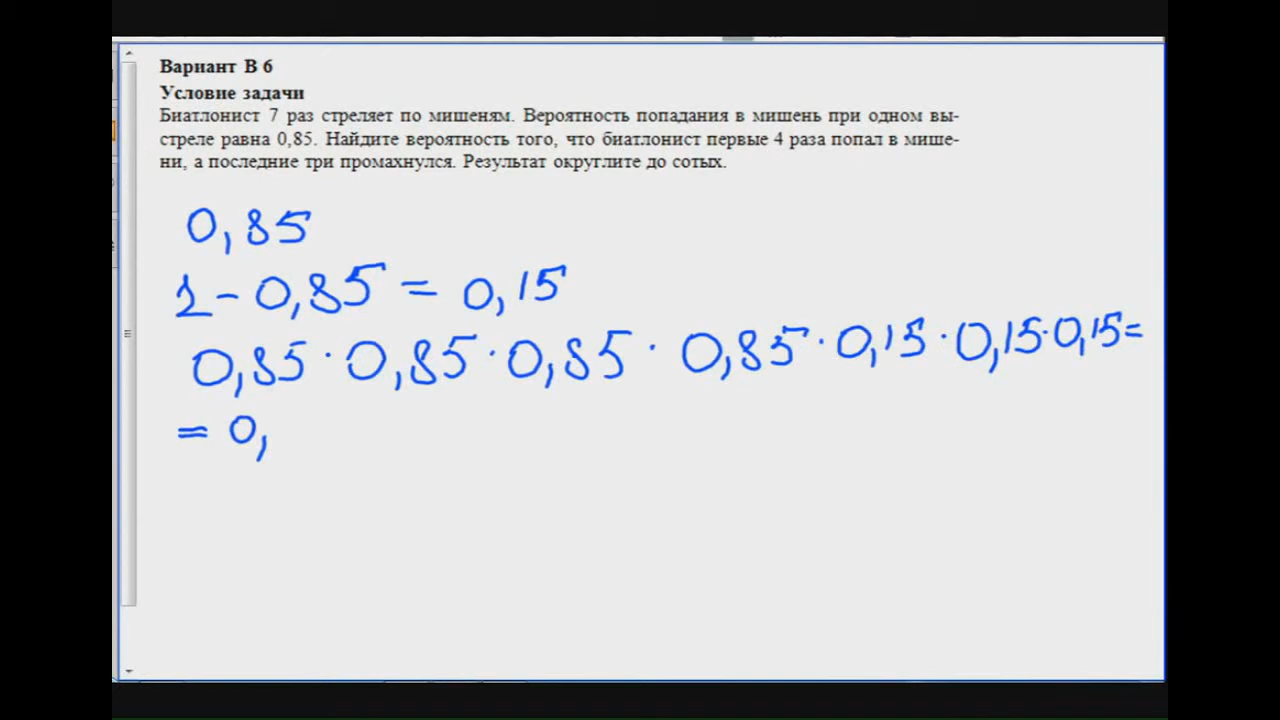 Вариант В 6
Условие задачи
Биатлонист 7 раз стреляет по мишеням. Вероятность попадания в мишень при одном вы-
стреле равна 0,85. Найдите вероятность того, что биатлонист первые 4 раза попал в мише-
ни, а последние три промахнулся. Результат округлите до сотых.
0,85
1 - 0,85 = 0,15
0,85 · 0,85 · 0,85 · 0,85 · 0,15 · 0,15 · 0,15 =
= 0,